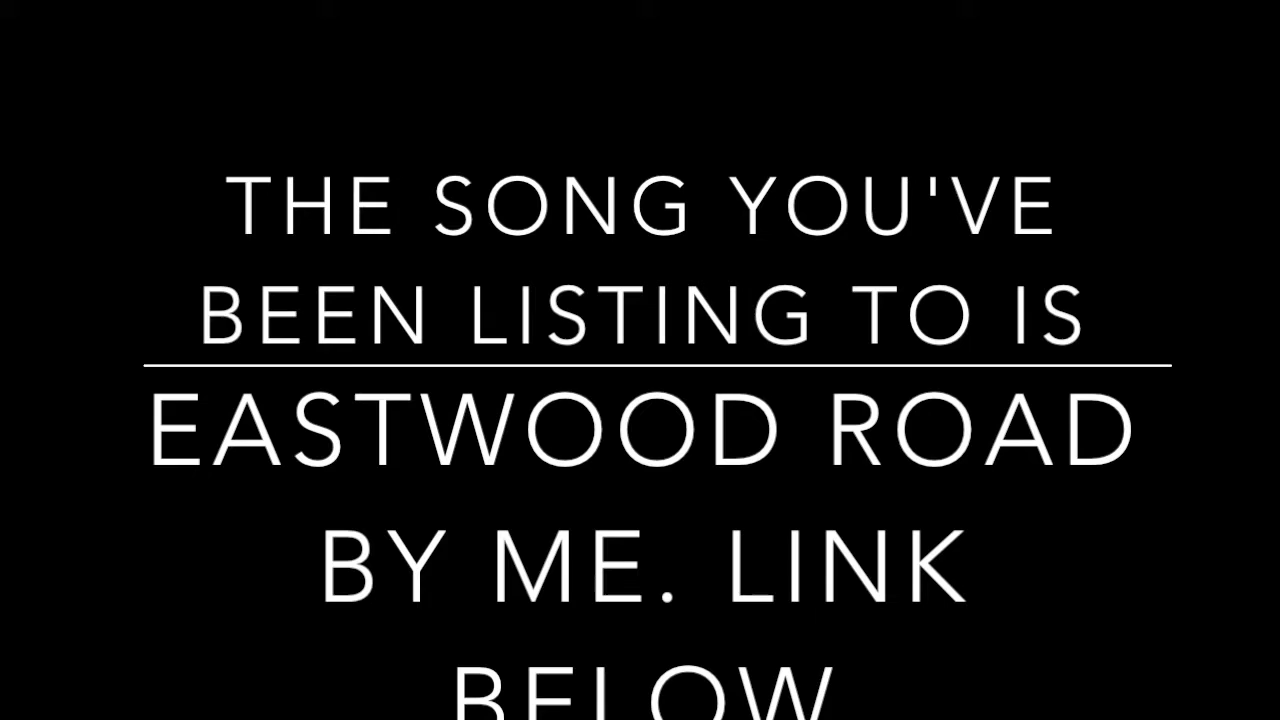 THE SONG YOU'VE
BEEN LISTING TO IS
EASTWOOD ROAD
BY ME. LINK
BELOW